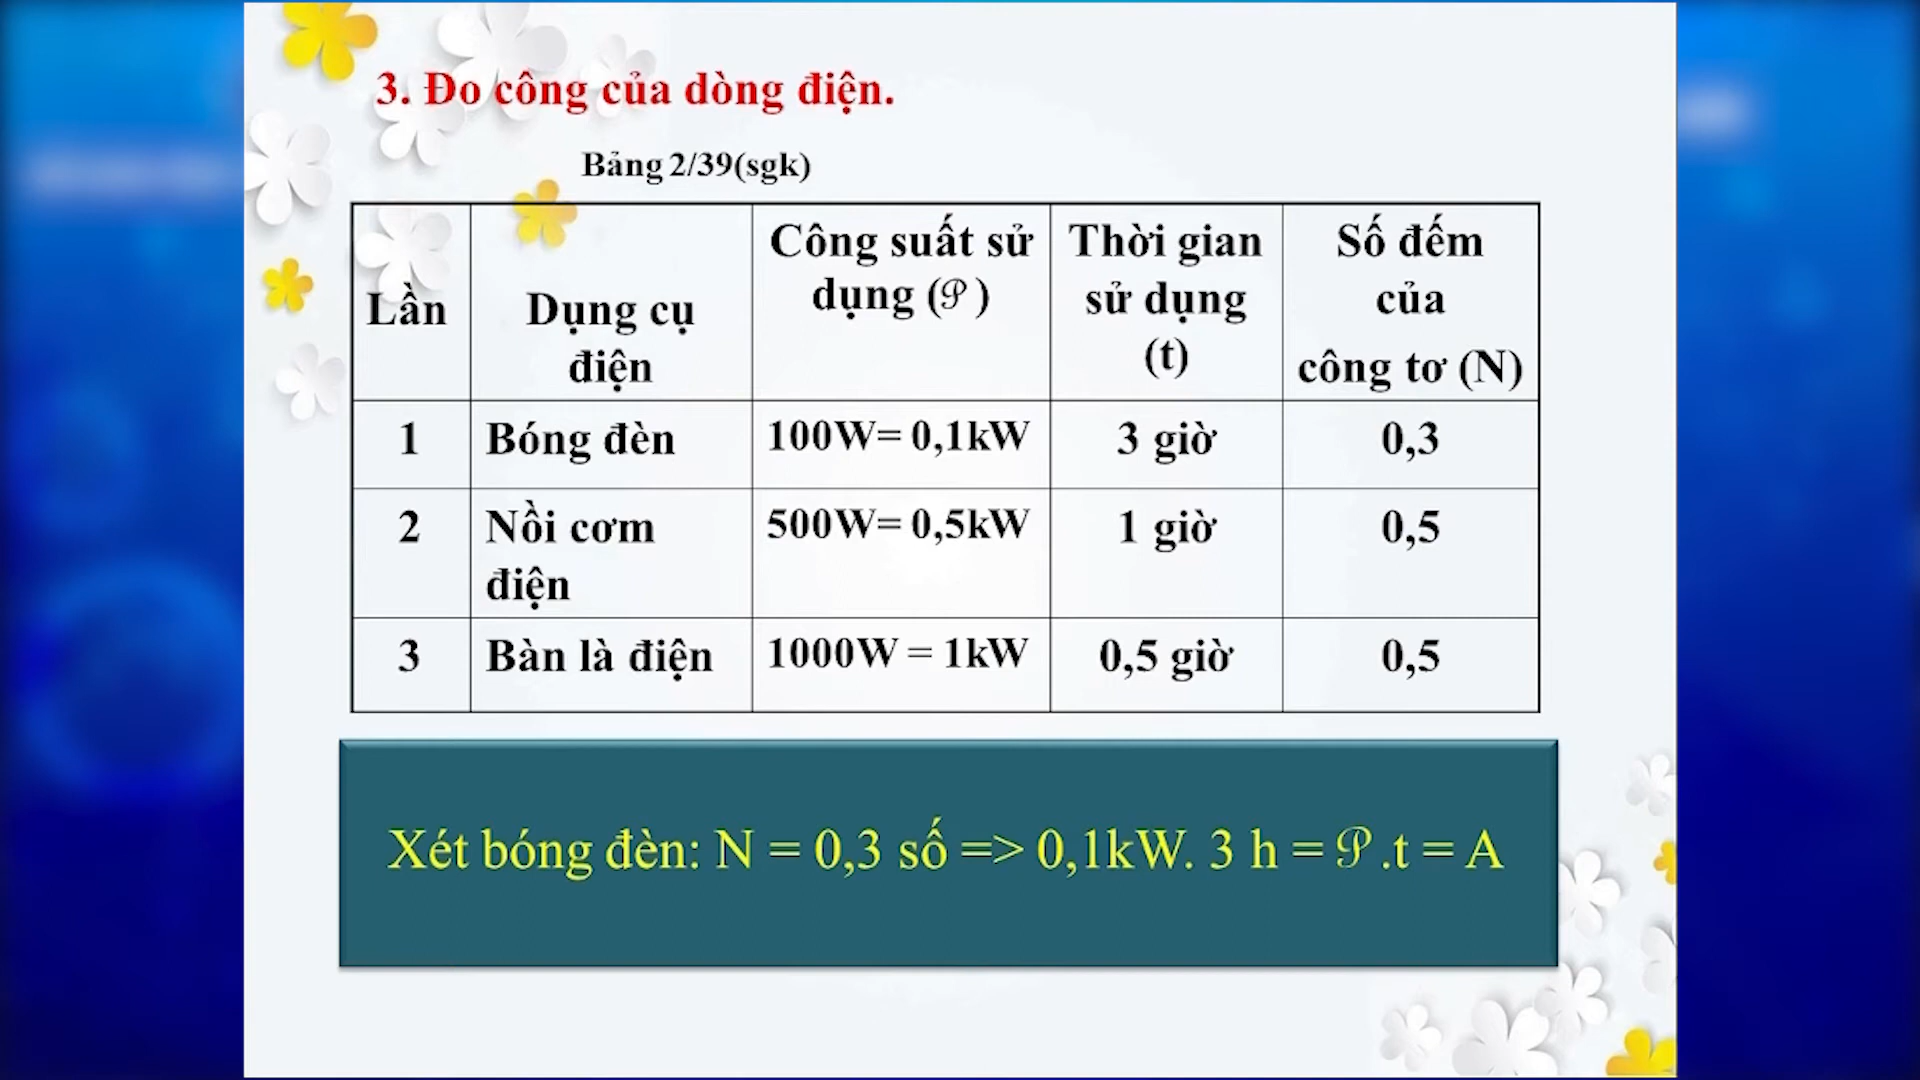 3. Đo công của dòng điện.
Bảng 2/39(sgk)
Lần
Dụng cụ
điện
Công suất sử
dụng (𝒫 )
Thời gian
sử dụng
(t)
Số đếm
của
công tơ (N)
1
Bóng đèn
100W= 0,1kW
3 giờ
0,3
2
Nồi cơm
điện
500W= 0,5kW
1 giờ
0,5
3
Bàn là điện
1000W = 1kW
0,5 giờ
0,5
Xét bóng đèn: N = 0,3 số => 0,1kW. 3 h = 𝒫 .t = A